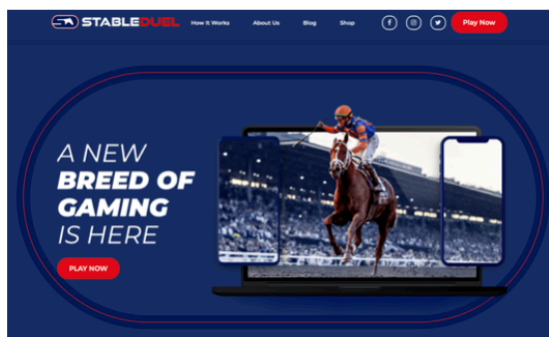 STABLEDUEL
How It Works
About Us
Blog
Shop
Play Now
A NEW
BREED OF
GAMING
IS HERE
PLAY NOW